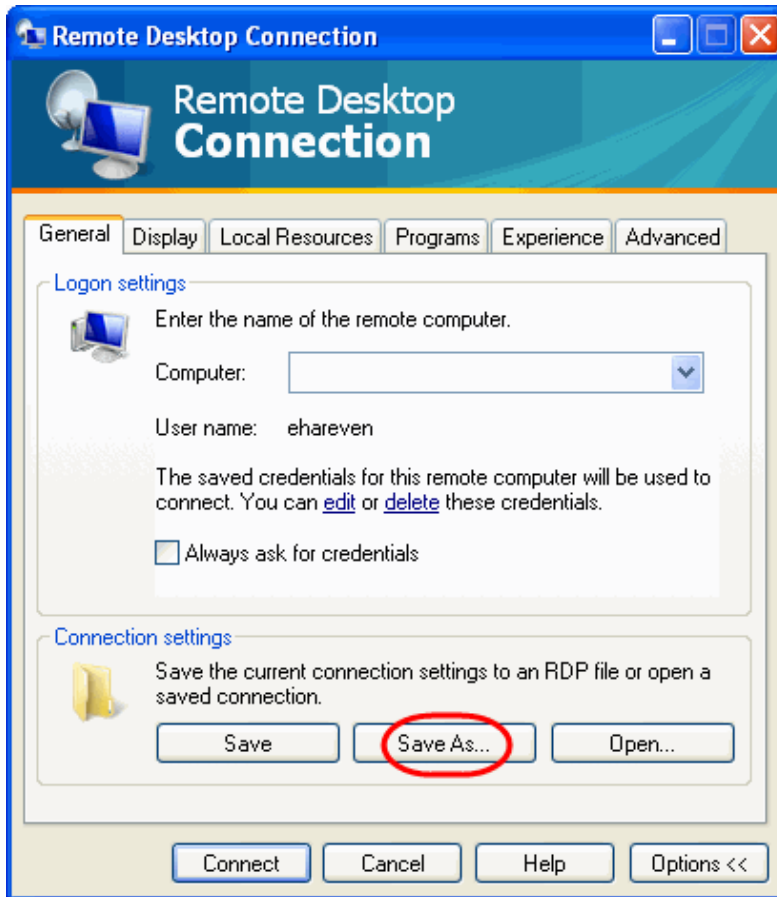 Remote Desktop Connection
Remote Desktop
Connection
General Display Local Resources Programs Experience Advanced
Logon settings
Enter the name of the remote computer.
Computer:
User name: ehareven
The saved credentials for this remote computer will be used to
connect. You can edit or delete these credentials.
Always ask for credentials
Connection settings
Save the current connection settings to an RDP file or open a
saved connection.
Save Save As... Open...
Connect Cancel Help Options <<